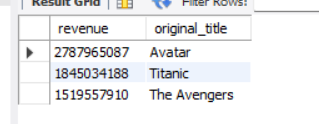 Result Grid Filter Rows:
revenue original_title
2787965087 Avatar
1845034188 Titanic
1519557910 The Avengers